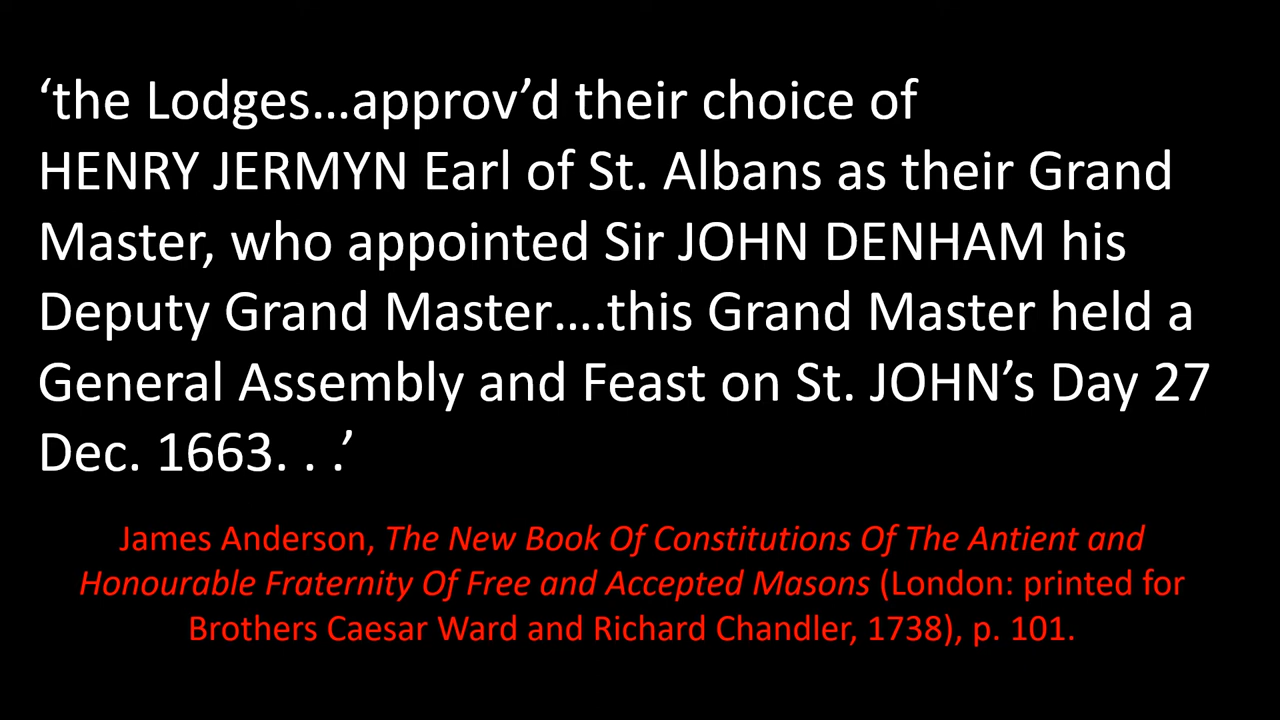 ‘the Lodges…approv’d their choice of
HENRY JERMYN Earl of St. Albans as their Grand
Master, who appointed Sir JOHN DENHAM his
Deputy Grand Master….this Grand Master held a
General Assembly and Feast on St. JOHN’s Day 27
Dec. 1663. . .’
James Anderson, The New Book Of Constitutions Of The Antient and
Honourable Fraternity Of Free and Accepted Masons (London: printed for
Brothers Caesar Ward and Richard Chandler, 1738), p. 101.